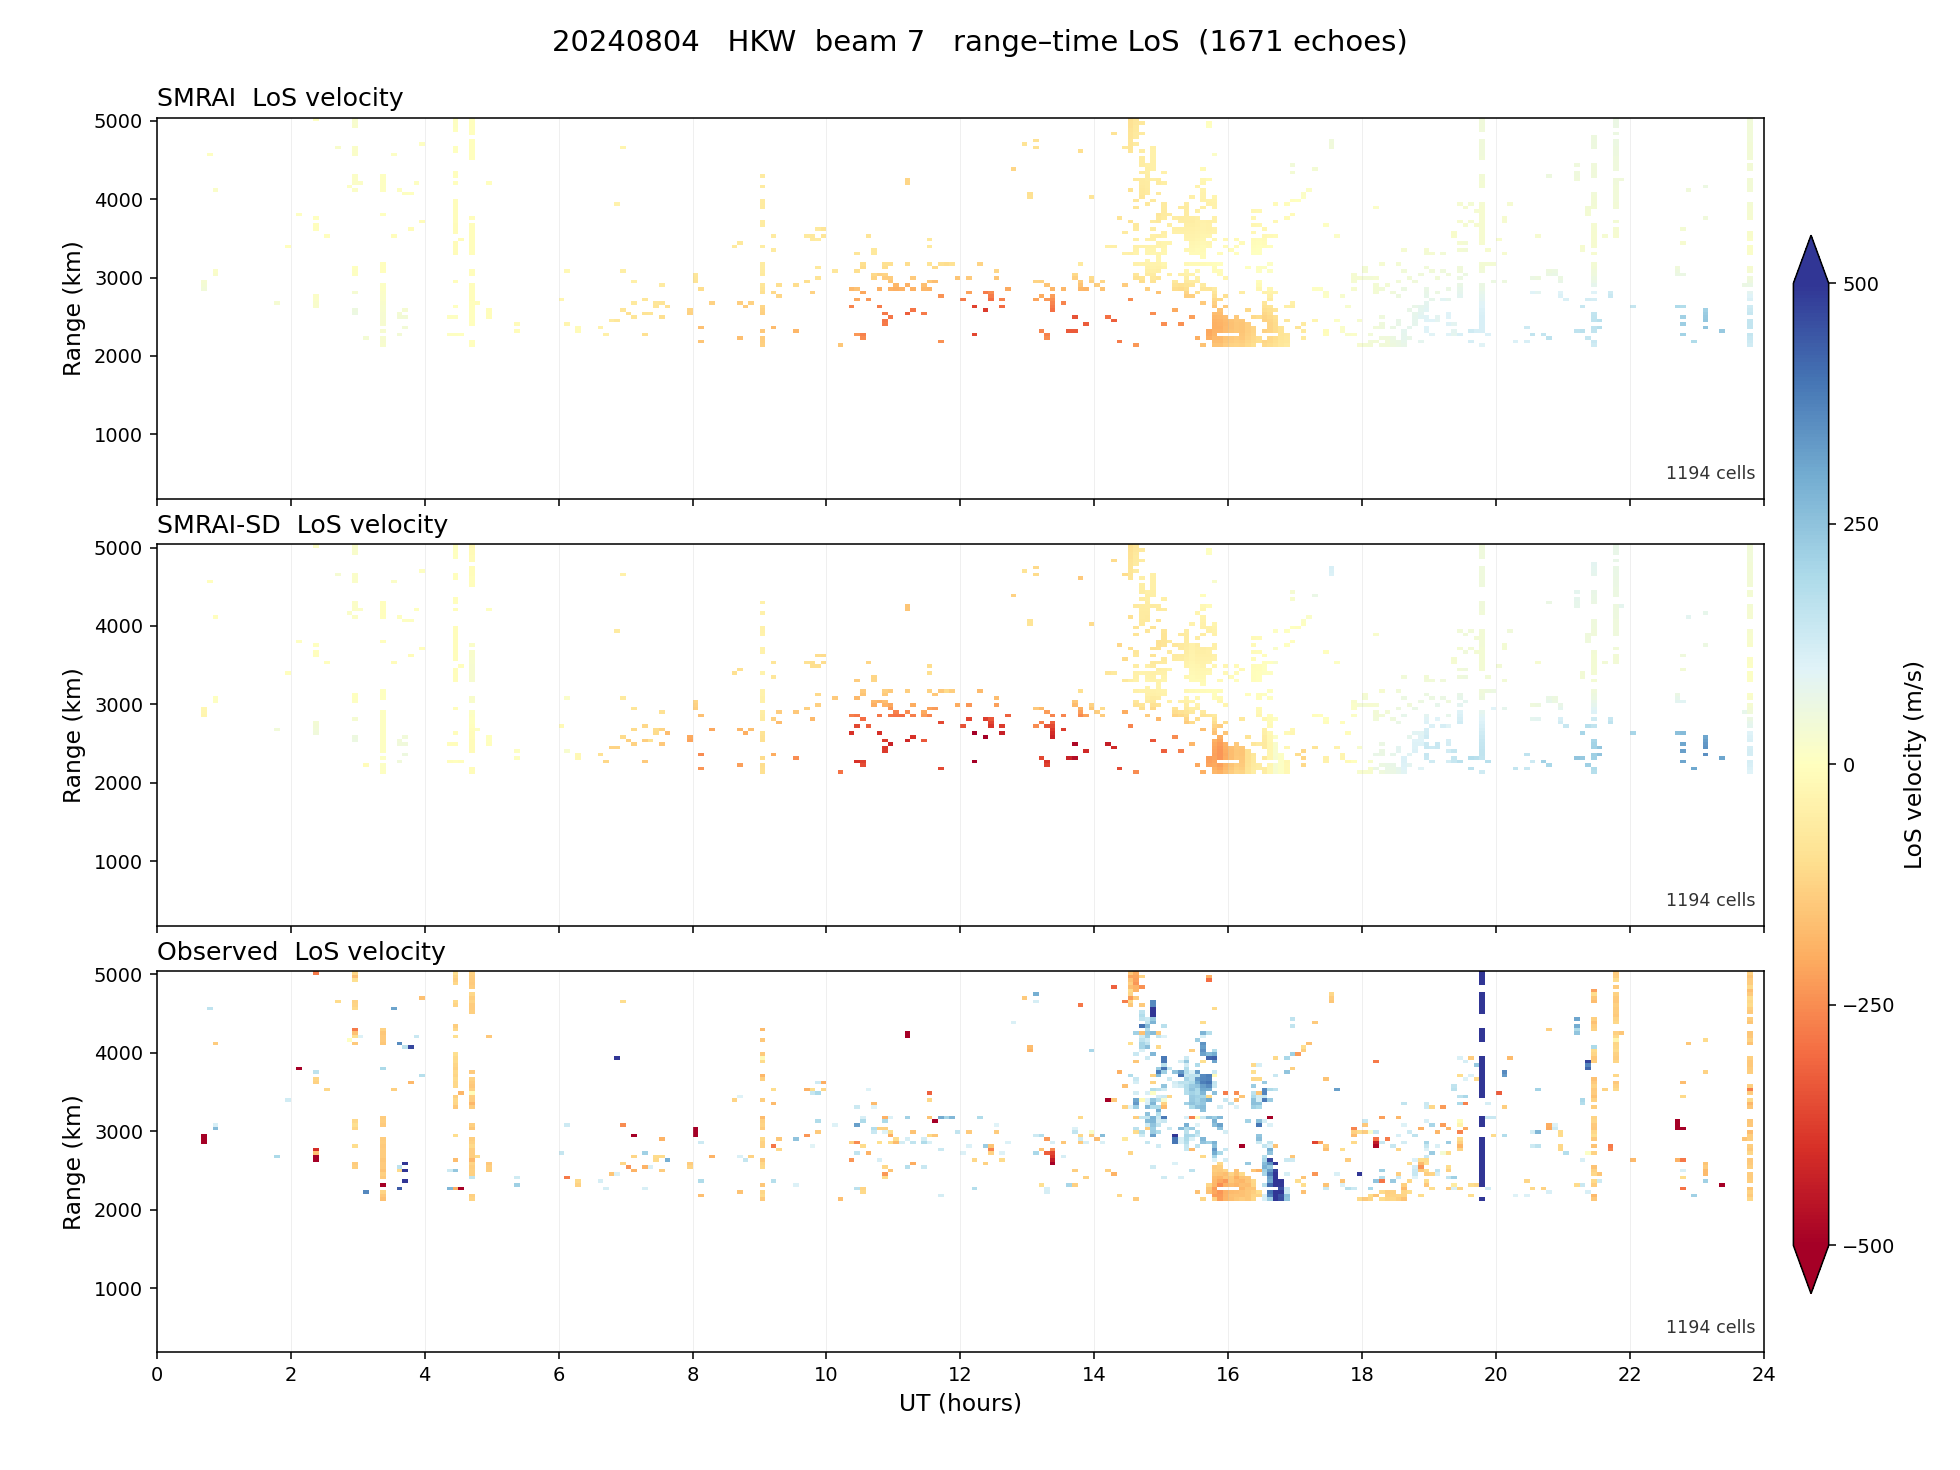 20240804   HKW  beam 7   range–time LoS  (1671 echoes)
SMRAI  LoS velocity
5000
4000
3000
2000
1000
Range (km)
1194 cells
SMRAI-SD  LoS velocity
5000
4000
3000
2000
1000
Range (km)
1194 cells
Observed  LoS velocity
5000
4000
3000
2000
1000
Range (km)
1194 cells
0 2 4 6 8 10 12 14 16 18 20 22 24
UT (hours)
500
250
0
−250
−500
LoS velocity (m/s)